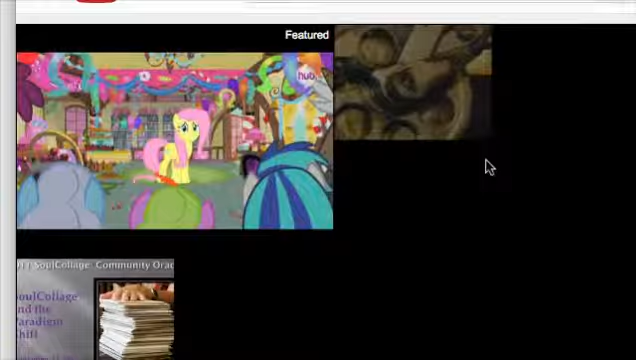 Featured
hub
SoulCollage: Community Orac
SoulCollage
and the
Paradigm
Shift